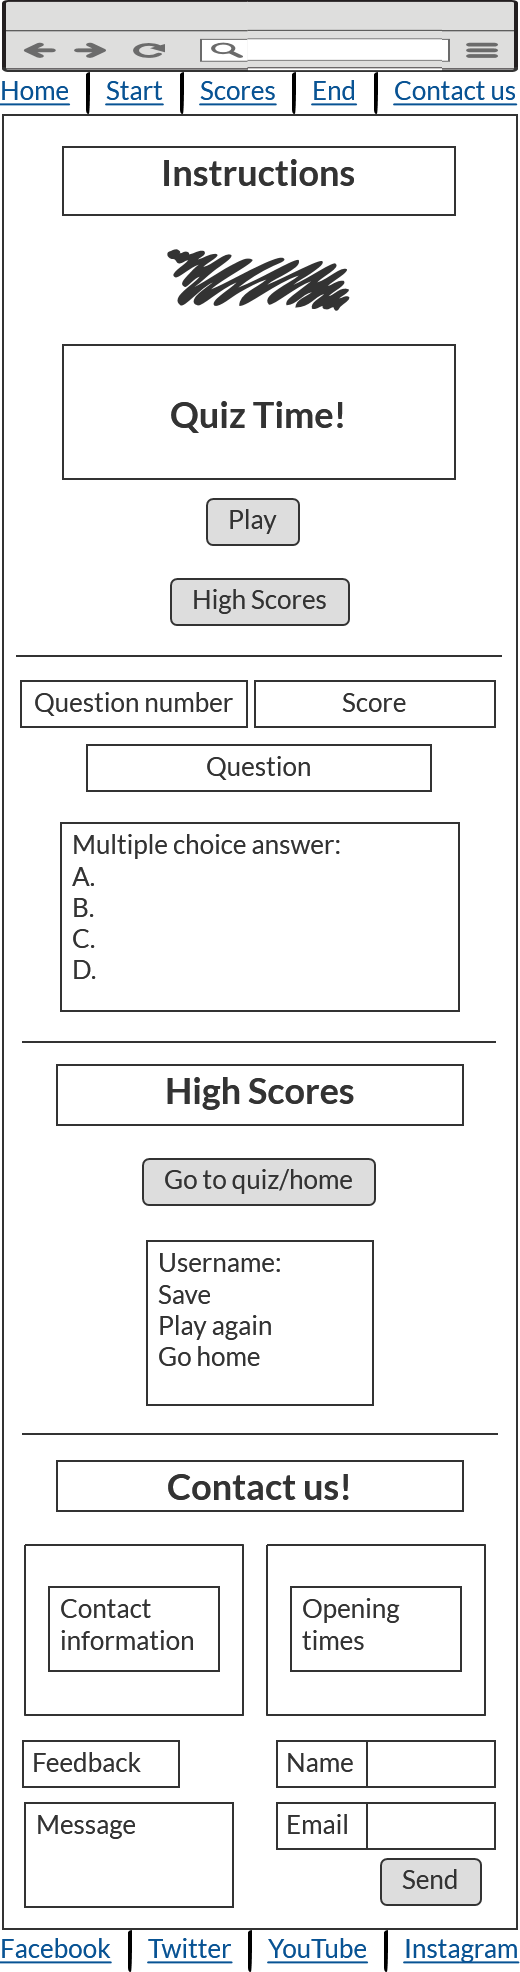 Home Start Scores End Contact us
Instructions
Quiz Time!
Play
High Scores
Question number Score
Question
Multiple choice answer:
A.
B.
C.
D.
High Scores
Go to quiz/home
Username:
Save
Play again
Go home
Contact us!
Contact
information
Opening
times
Feedback
Name
Message
Email
Send
Facebook Twitter YouTube Instagram